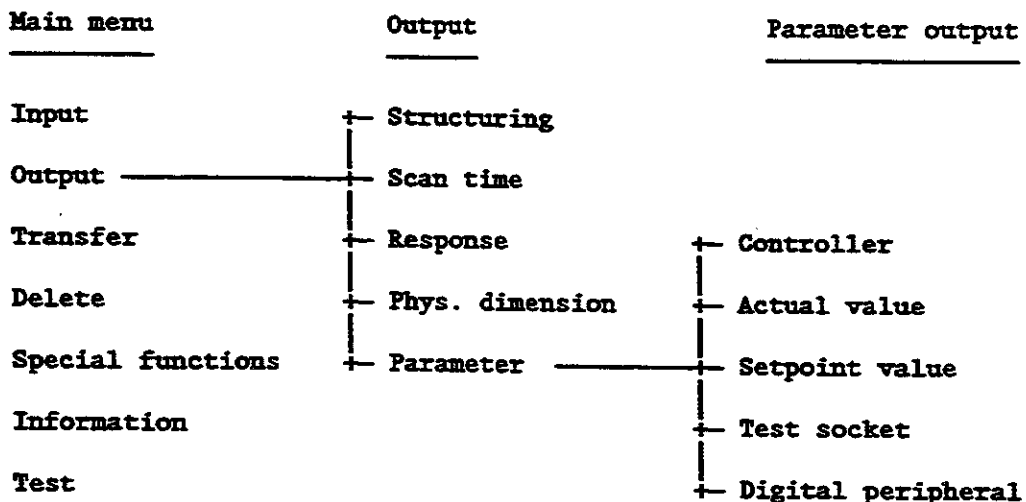 Main menu Output Parameter output
Input Structuring
Output Scan time
Transfer Response Controller
Delete Phys. dimension Actual value
Special functions Parameter Setpoint value
Information Test socket
Test Digital peripheral